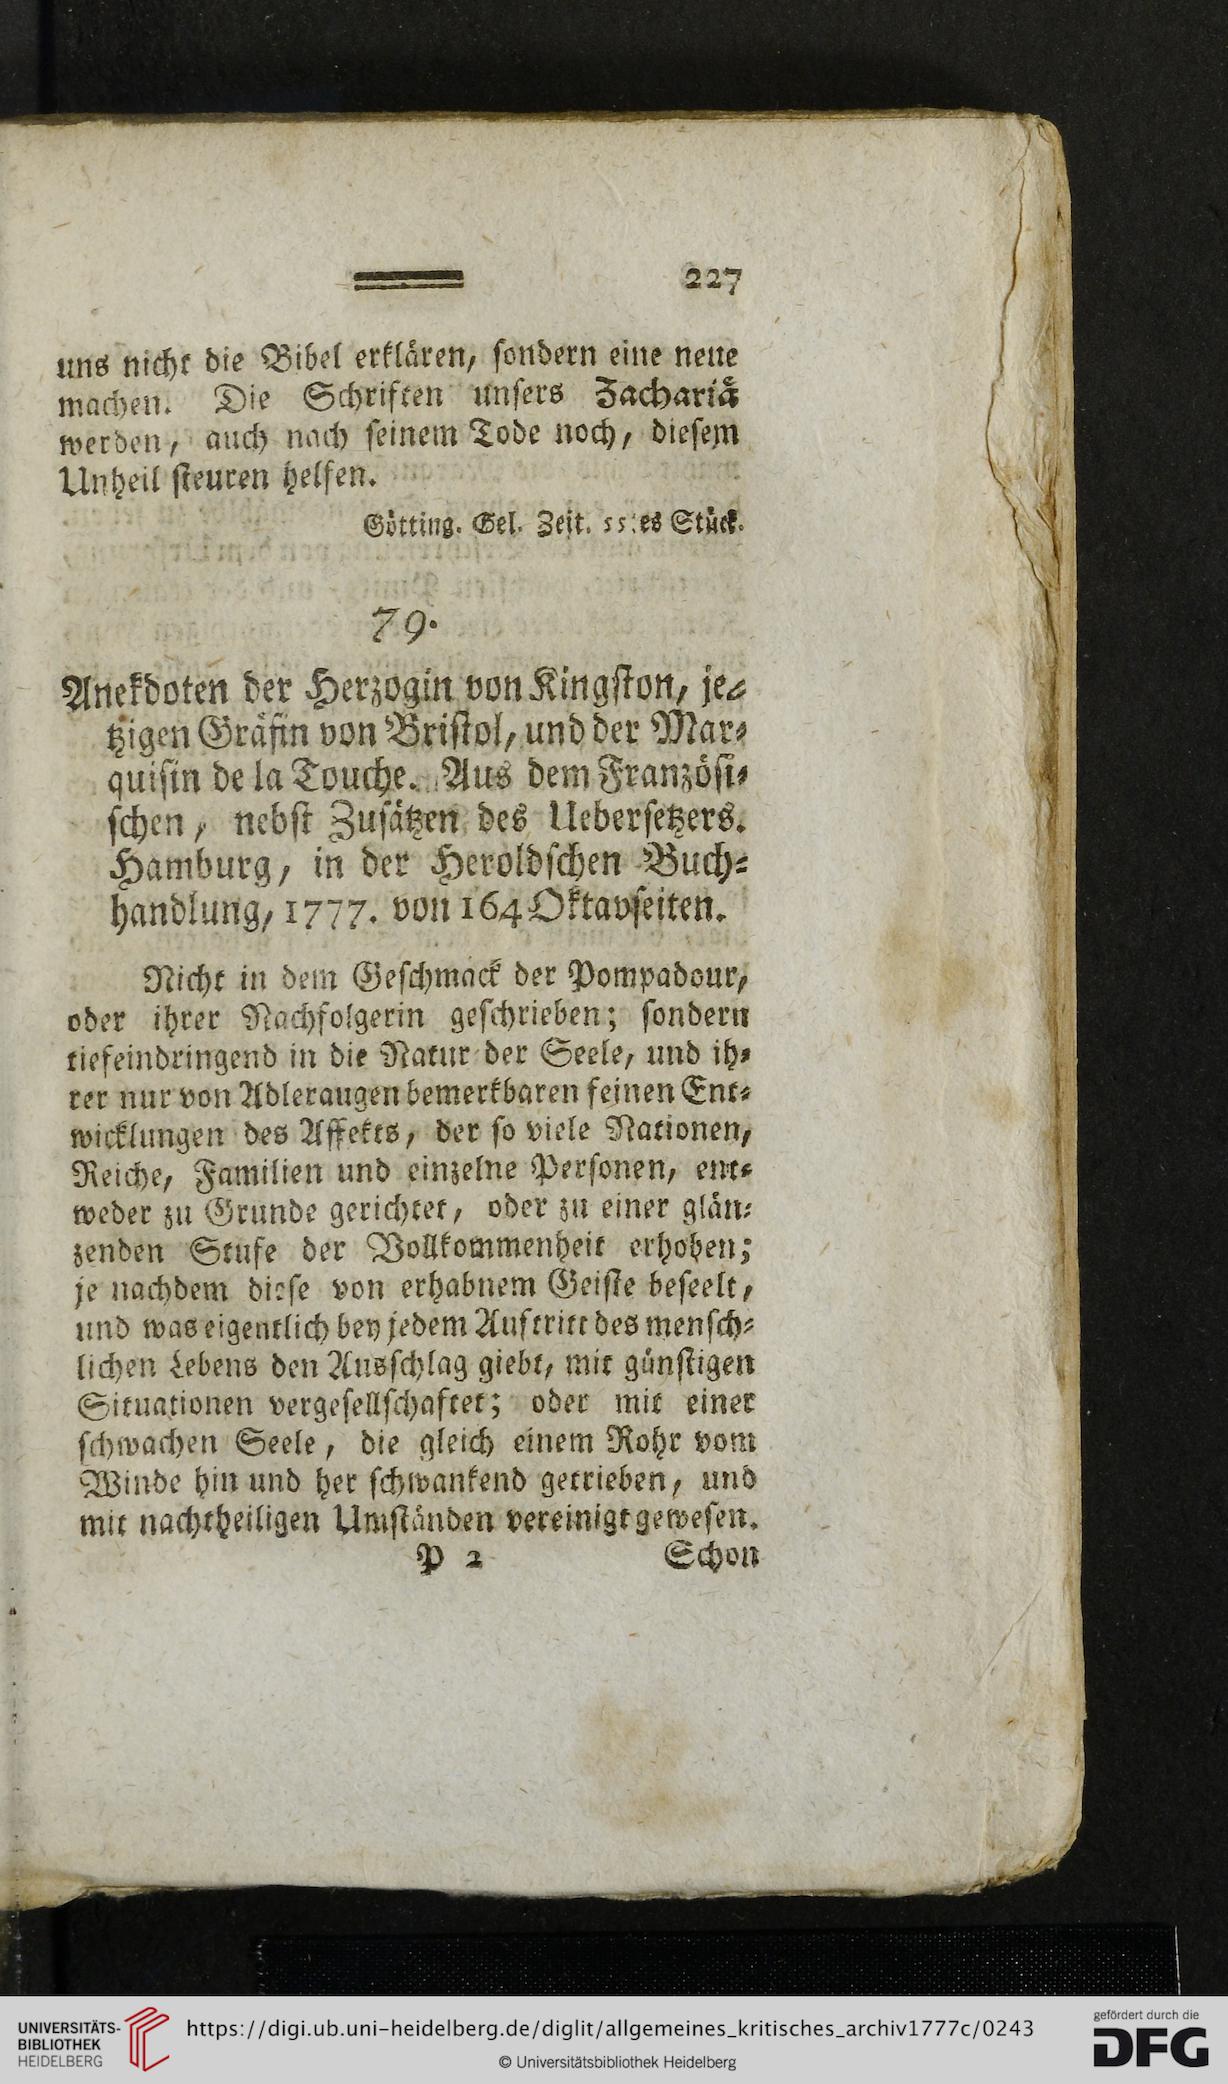 227
uns nicht die Bibel erklären, sondern eine neue
machen. Die Schriften unsers Zachariä
werden, auch nach seinem Tode noch, diesem
Unheil steuren helfen.
Götting. Gel. Zeit. 55tes Stück.
79.
Anekdoten der Herzogin von Kingston, je-
tzigen Gräfin von Bristol, und der Mar-
quisin de la Touche. Aus dem Französi-
schen, nebst Zusätzen des Uebersetzers.
Hamburg, in der Heroldschen Buch-
handlung, 1777. von 164 Oktavseiten.
Nicht in dem Geschmack der Pompadour,
oder ihrer Nachfolgerin geschrieben; sondern
tiefeindringend in die Natur der Seele, und ih-
rer nur von Adleraugen bemerkbaren feinen Ent-
wicklungen des Affekts, der so viele Nationen,
Reiche, Familien und einzelne Personen, ent-
weder zu Grunde gerichtet, oder zu einer glän-
zenden Stufe der Vollkommenheit erhoben;
je nachdem diese von erhabnem Geiste beseelt,
und was eigentlich bey jedem Auftritt des mensch-
lichen Lebens den Ausschlag giebt, mit günstigen
Situationen vergesellschaftet; oder mit einer
schwachen Seele, die gleich einem Rohr vom
Winde hin und her schwankend getrieben, und
mit nachtheiligen Umständen vereinigt gewesen.
P 2 Schon
UNIVERSITÄTS-
BIBLIOTHEK
HEIDELBERG
https://digi.ub.uni-heidelberg.de/diglit/allgemeines_kritisches_archiv1777c/0243
© Universitätsbibliothek Heidelberg
gefördert durch die
DFG